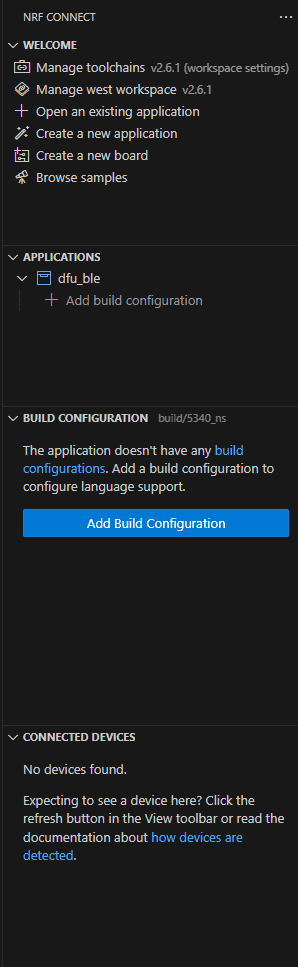 NRF CONNECT
WELCOME
Manage toolchains v2.6.1 (workspace settings)
Manage west workspace v2.6.1
Open an existing application
Create a new application
Create a new board
Browse samples
APPLICATIONS
dfu_ble
Add build configuration
BUILD CONFIGURATION build/5340_ns
The application doesn't have any build
configurations. Add a build configuration to
configure language support.
Add Build Configuration
CONNECTED DEVICES
No devices found.
Expecting to see a device here? Click the
refresh button in the View toolbar or read the
documentation about how devices are
detected.